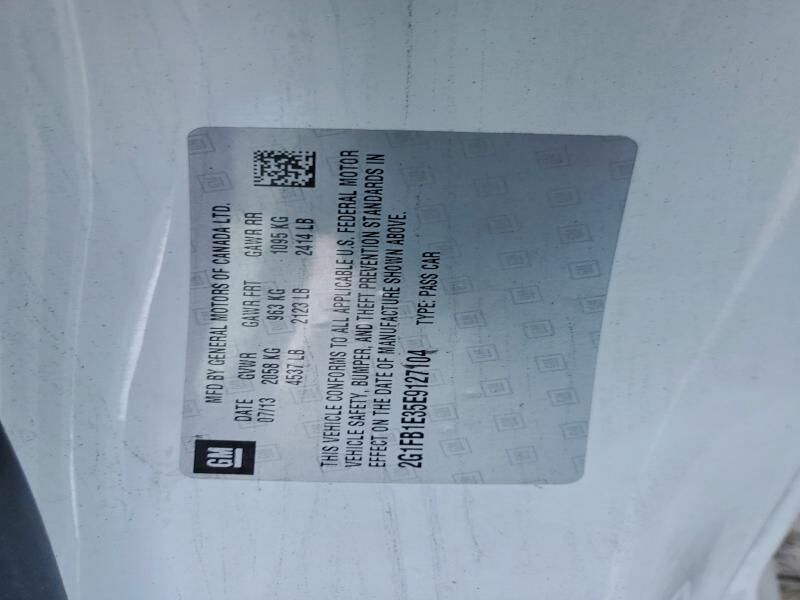 GM
MFD BY GENERAL MOTORS OF CANADA LTD.
DATE GVWR GAWR FRT GAWR RR
07/13 2058 KG 963 KG 1095 KG
4537 LB 2123 LB 2414 LB
THIS VEHICLE CONFORMS TO ALL APPLICABLE U.S. FEDERAL MOTOR
VEHICLE SAFETY, BUMPER, AND THEFT PREVENTION STANDARDS IN
EFFECT ON THE DATE OF MANUFACTURE SHOWN ABOVE.
2G1FB1E35E9127104 TYPE: PASS CAR